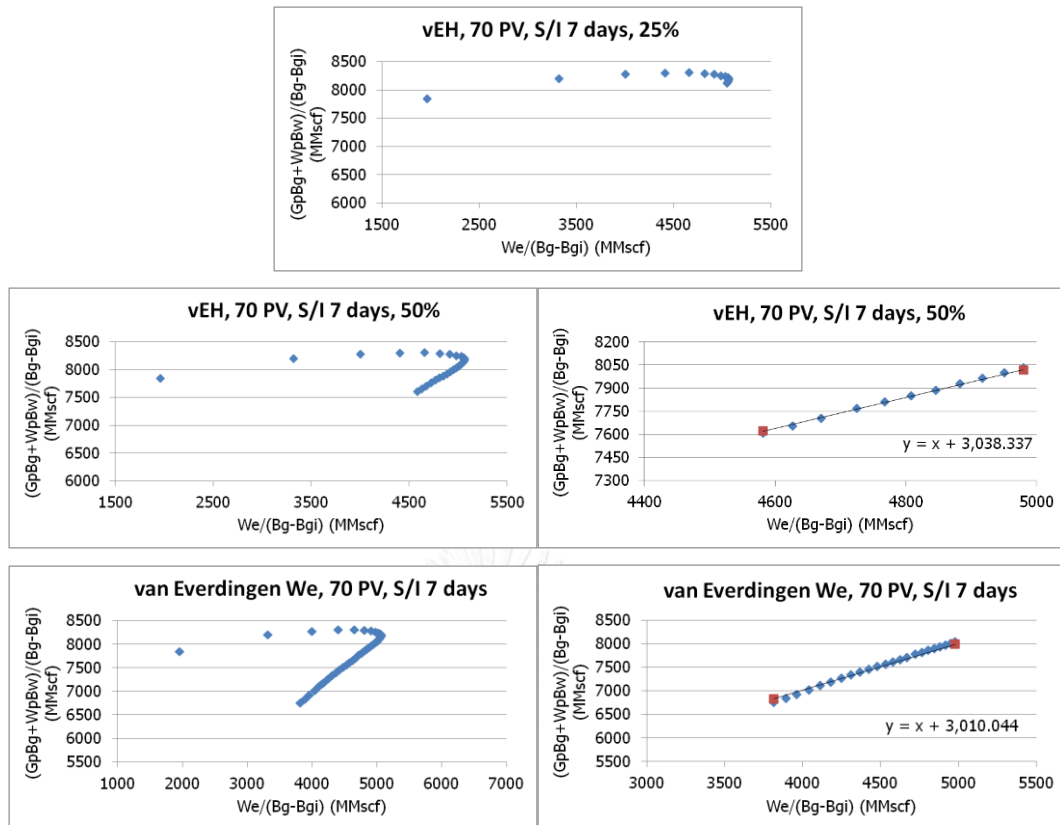 vEH, 70 PV, S/I 7 days, 25%
(GpBg+WpBw)/(Bg-Bgi)
(MMscf)
8500
8000
7500
7000
6500
6000
1500 2500 3500 4500 5500
We/(Bg-Bgi) (MMscf)
vEH, 70 PV, S/I 7 days, 50%
(GpBg+WpBw)/(Bg-Bgi)
(MMscf)
8500
8000
7500
7000
6500
6000
1500 2500 3500 4500 5500
We/(Bg-Bgi) (MMscf)
vEH, 70 PV, S/I 7 days, 50%
(GpBg+WpBw)/(Bg-Bgi)
(MMscf)
8200
8050
7900
7750
7600
7450
7300
y = x + 3,038.337
4400 4600 4800 5000
We/(Bg-Bgi) (MMscf)
van Everdingen We, 70 PV, S/I 7 days
(GpBg+WpBw)/(Bg-Bgi)
(MMscf)
8500
8000
7500
7000
6500
6000
5500
1000 2000 3000 4000 5000 6000 7000
We/(Bg-Bgi) (MMscf)
van Everdingen We, 70 PV, S/I 7 days
(GpBg+WpBw)/(Bg-Bgi)
(MMscf)
8500
8000
7500
7000
6500
6000
5500
y = x + 3,010.044
3000 3500 4000 4500 5000 5500
We/(Bg-Bgi) (MMscf)